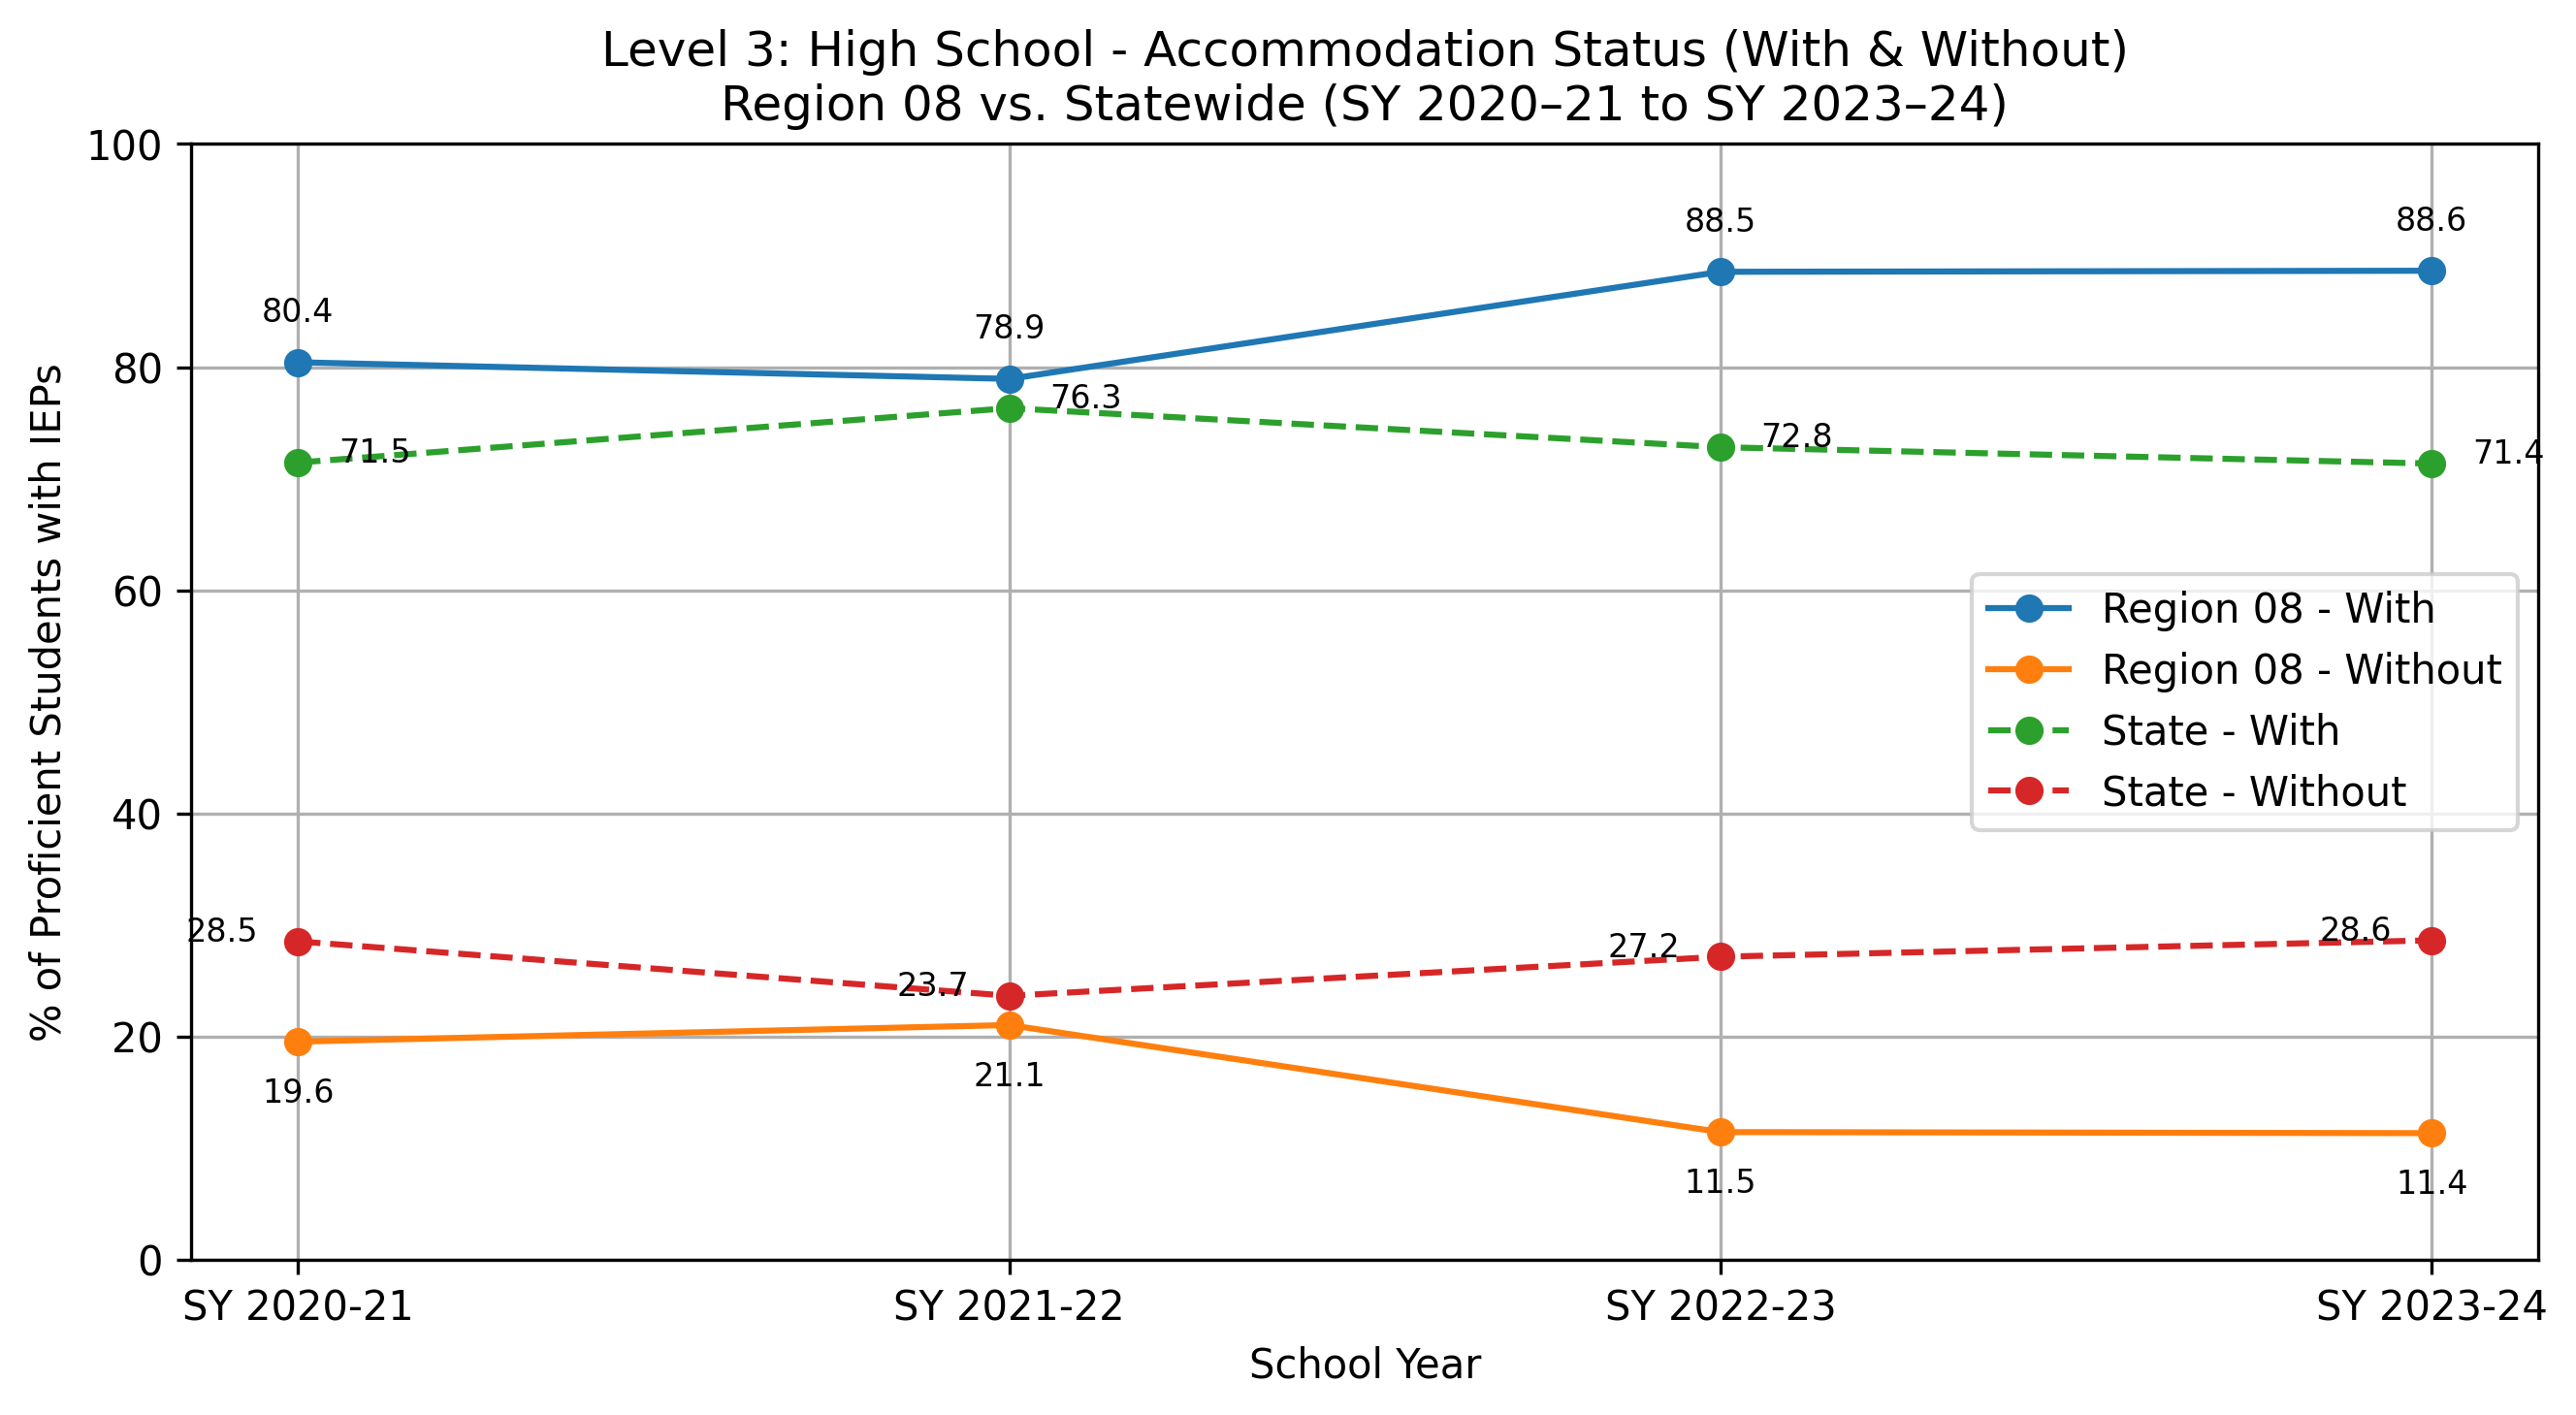 Level 3: High School - Accommodation Status (With & Without)
Region 08 vs. Statewide (SY 2020–21 to SY 2023–24)
% of Proficient Students with IEPs
100
80
60
40
20
0
80.4
78.9
88.5
88.6
71.5
76.3
72.8
71.4
28.5
23.7
27.2
28.6
19.6
21.1
11.5
11.4
Region 08 - With
Region 08 - Without
State - With
State - Without
SY 2020-21
SY 2021-22
SY 2022-23
SY 2023-24
School Year